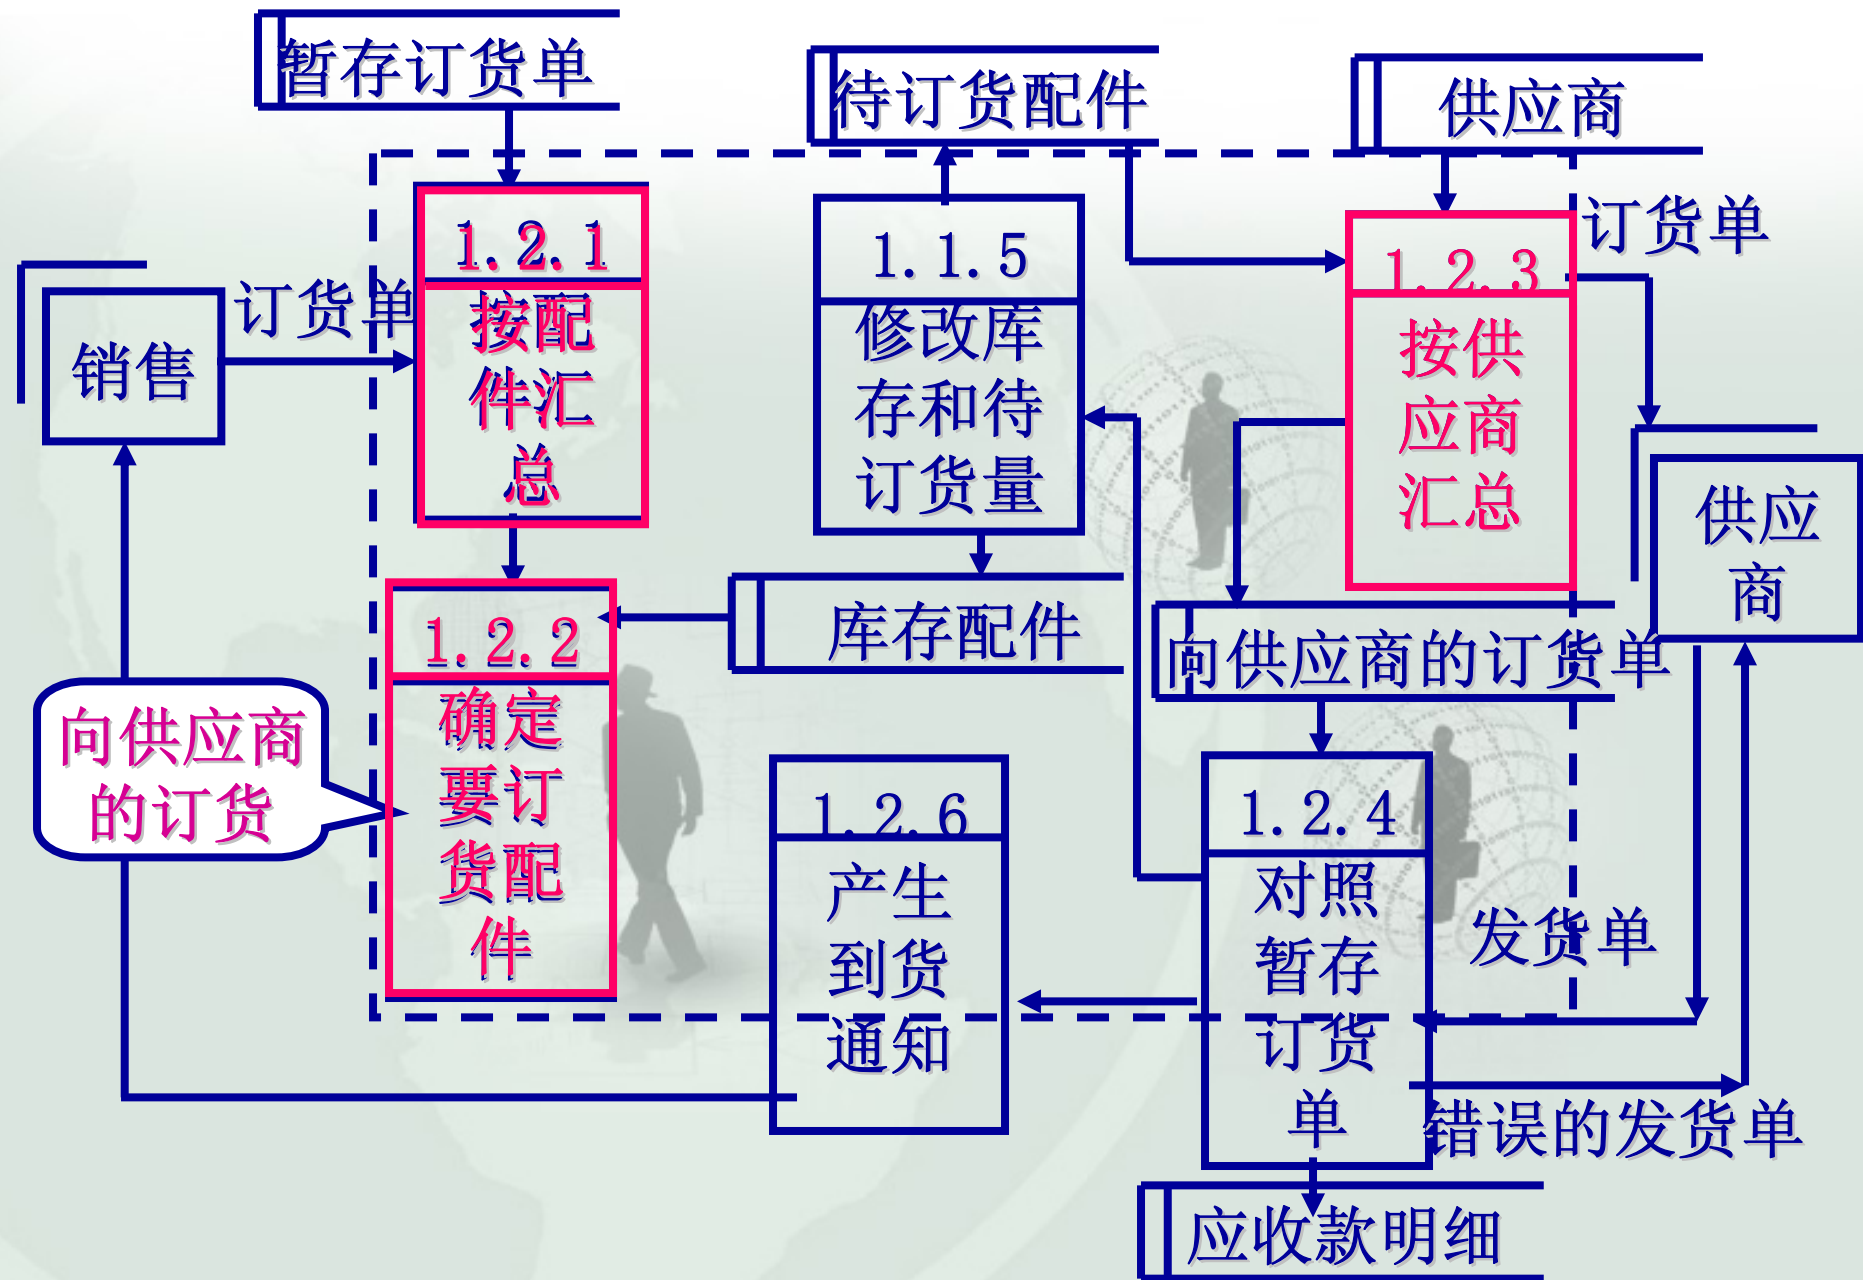 暂存订货单
待订货配件
供应商
订货单
1.2.1
按配
件汇
总
1.1.5
修改库
存和待
订货量
1.2.3
按供
应商
汇总
订货单
销售
供应
商
1.2.2
确定
要订
货配
件
库存配件
向供应商的订货单
向供应商
的订货
1.2.6
产生
到货
通知
1.2.4
对照
暂存
订货
单
发货单
错误的发货单
应收款明细